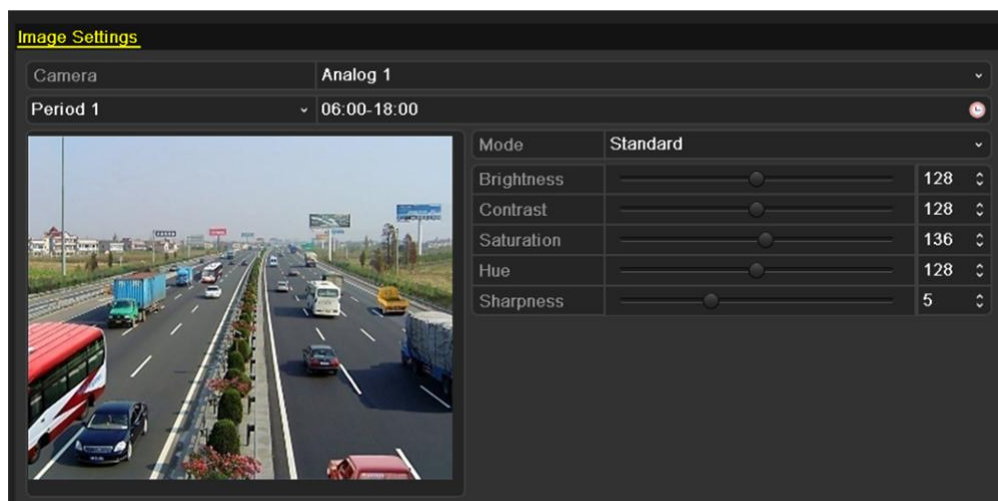 Image Settings
Camera Analog 1
Period 1 06:00-18:00
Mode Standard
Brightness 128
Contrast 128
Saturation 136
Hue 128
Sharpness 5